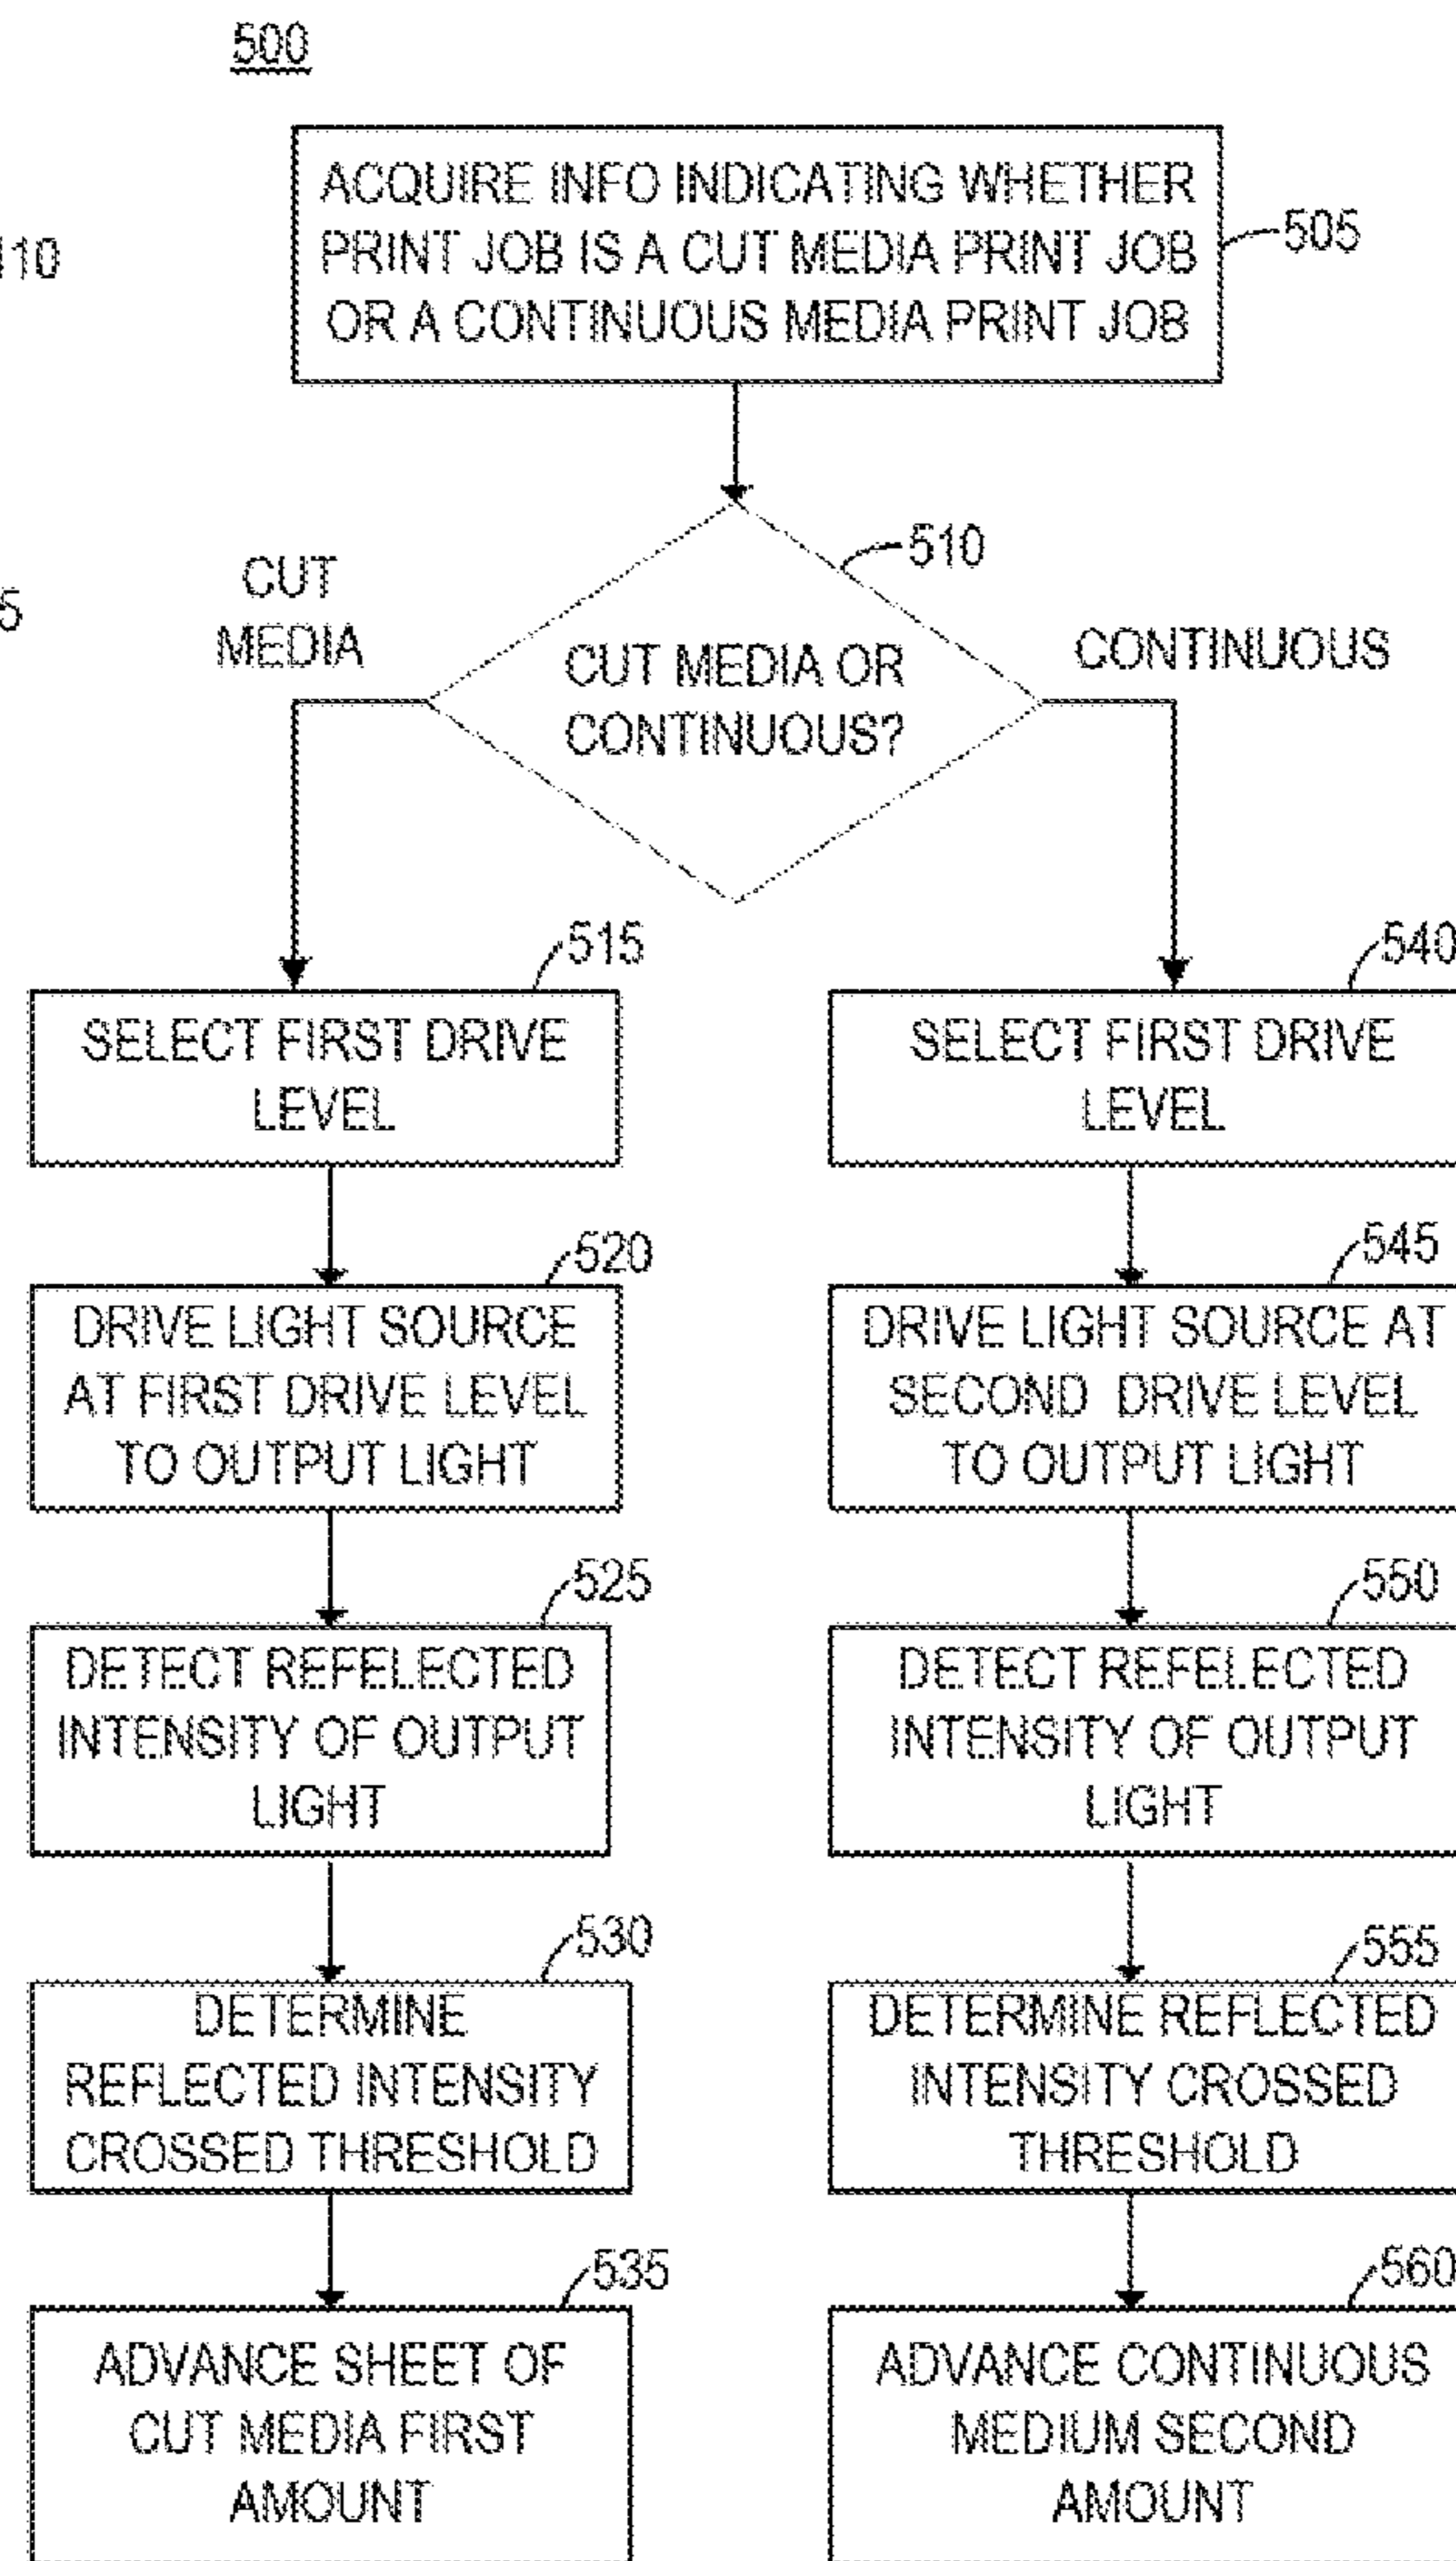 500
ACQUIRE INFO INDICATING WHETHER
PRINT JOB IS A CUT MEDIA PRINT JOB
OR A CONTINUOUS MEDIA PRINT JOB
505
510
CUT
MEDIA
CUT MEDIA OR
CONTINUOUS?
CONTINUOUS
515
SELECT FIRST DRIVE
LEVEL
520
DRIVE LIGHT SOURCE
AT FIRST DRIVE LEVEL
TO OUTPUT LIGHT
525
DETECT REFELECTED
INTENSITY OF OUTPUT
LIGHT
530
DETERMINE
REFLECTED INTENSITY
CROSSED THRESHOLD
535
ADVANCE SHEET OF
CUT MEDIA FIRST
AMOUNT
540
SELECT FIRST DRIVE
LEVEL
545
DRIVE LIGHT SOURCE AT
SECOND DRIVE LEVEL
TO OUTPUT LIGHT
550
DETECT REFELECTED
INTENSITY OF OUTPUT
LIGHT
555
DETERMINE REFLECTED
INTENSITY CROSSED
THRESHOLD
560
ADVANCE CONTINUOUS
MEDIUM SECOND
AMOUNT